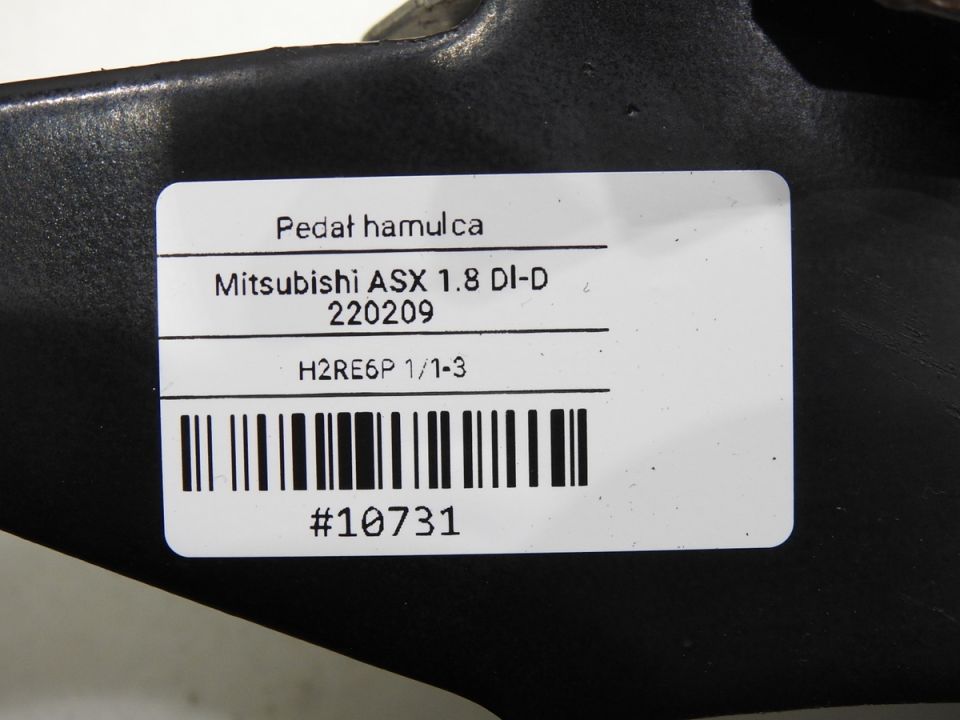 Pedał hamulca
Mitsubishi ASX 1.8 DI-D
220209
H2RE6P 1/1-3
#10731